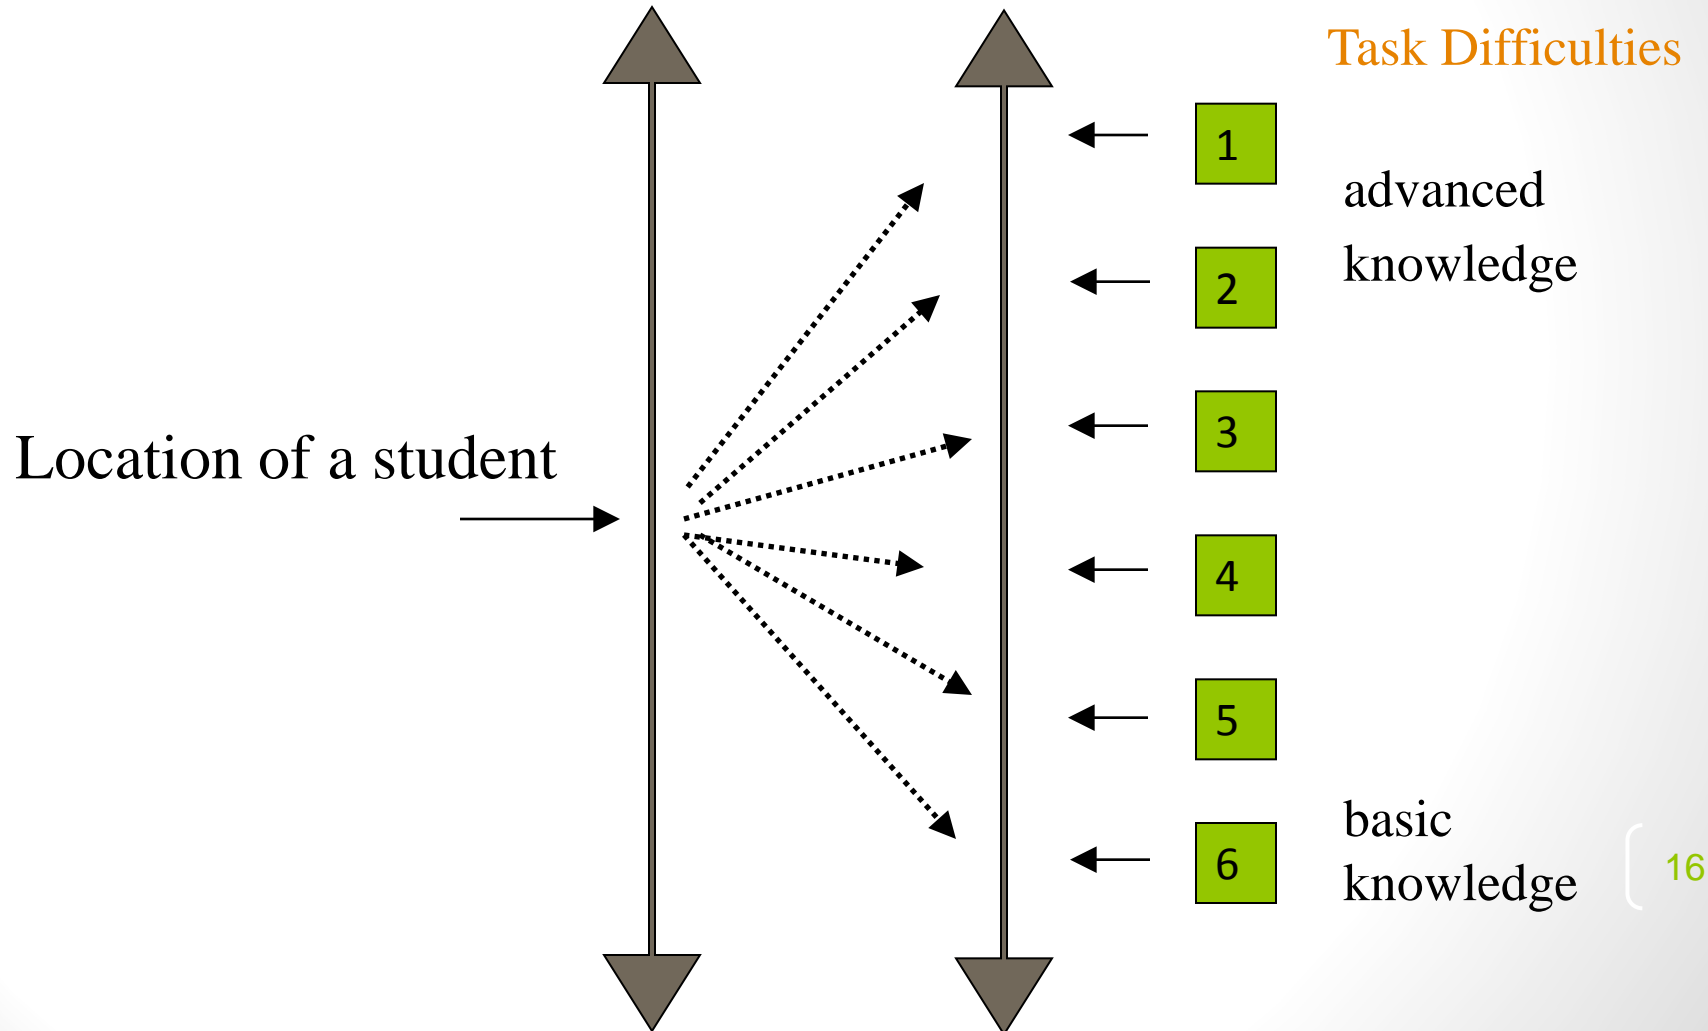 Task Difficulties
1
advanced
knowledge
2
3
Location of a student
4
5
basic
knowledge
6
16